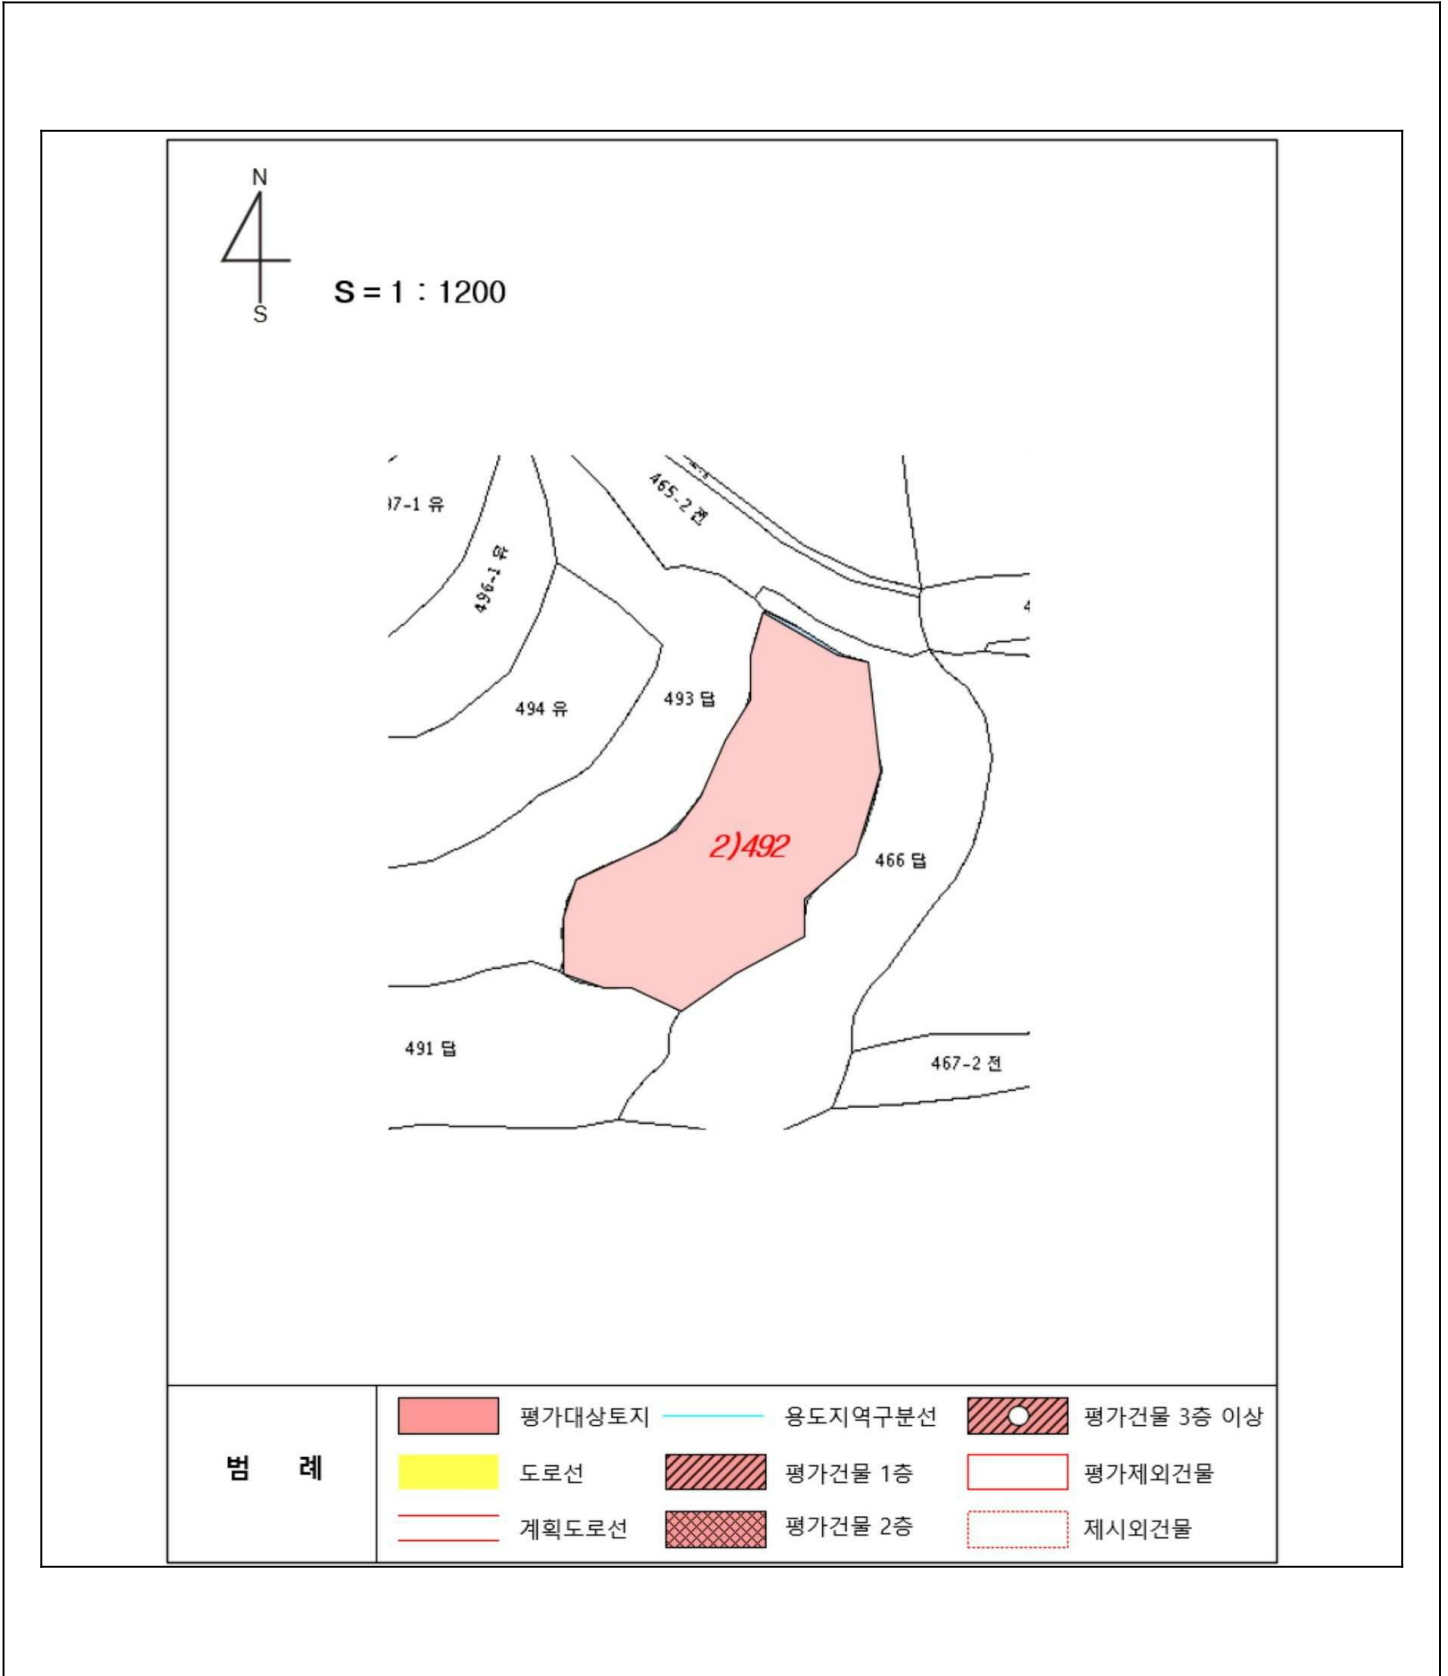 N
S
S = 1 : 1200
465-2 전
97-1 유
496-1 유
4
493 답
494 유
2)492
466 답
491 답
467-2 전
범 례
평가대상토지
용도지역구분선
평가건물 3층 이상
도로선
평가건물 1층
평가제외건물
계획도로선
평가건물 2층
제시외건물